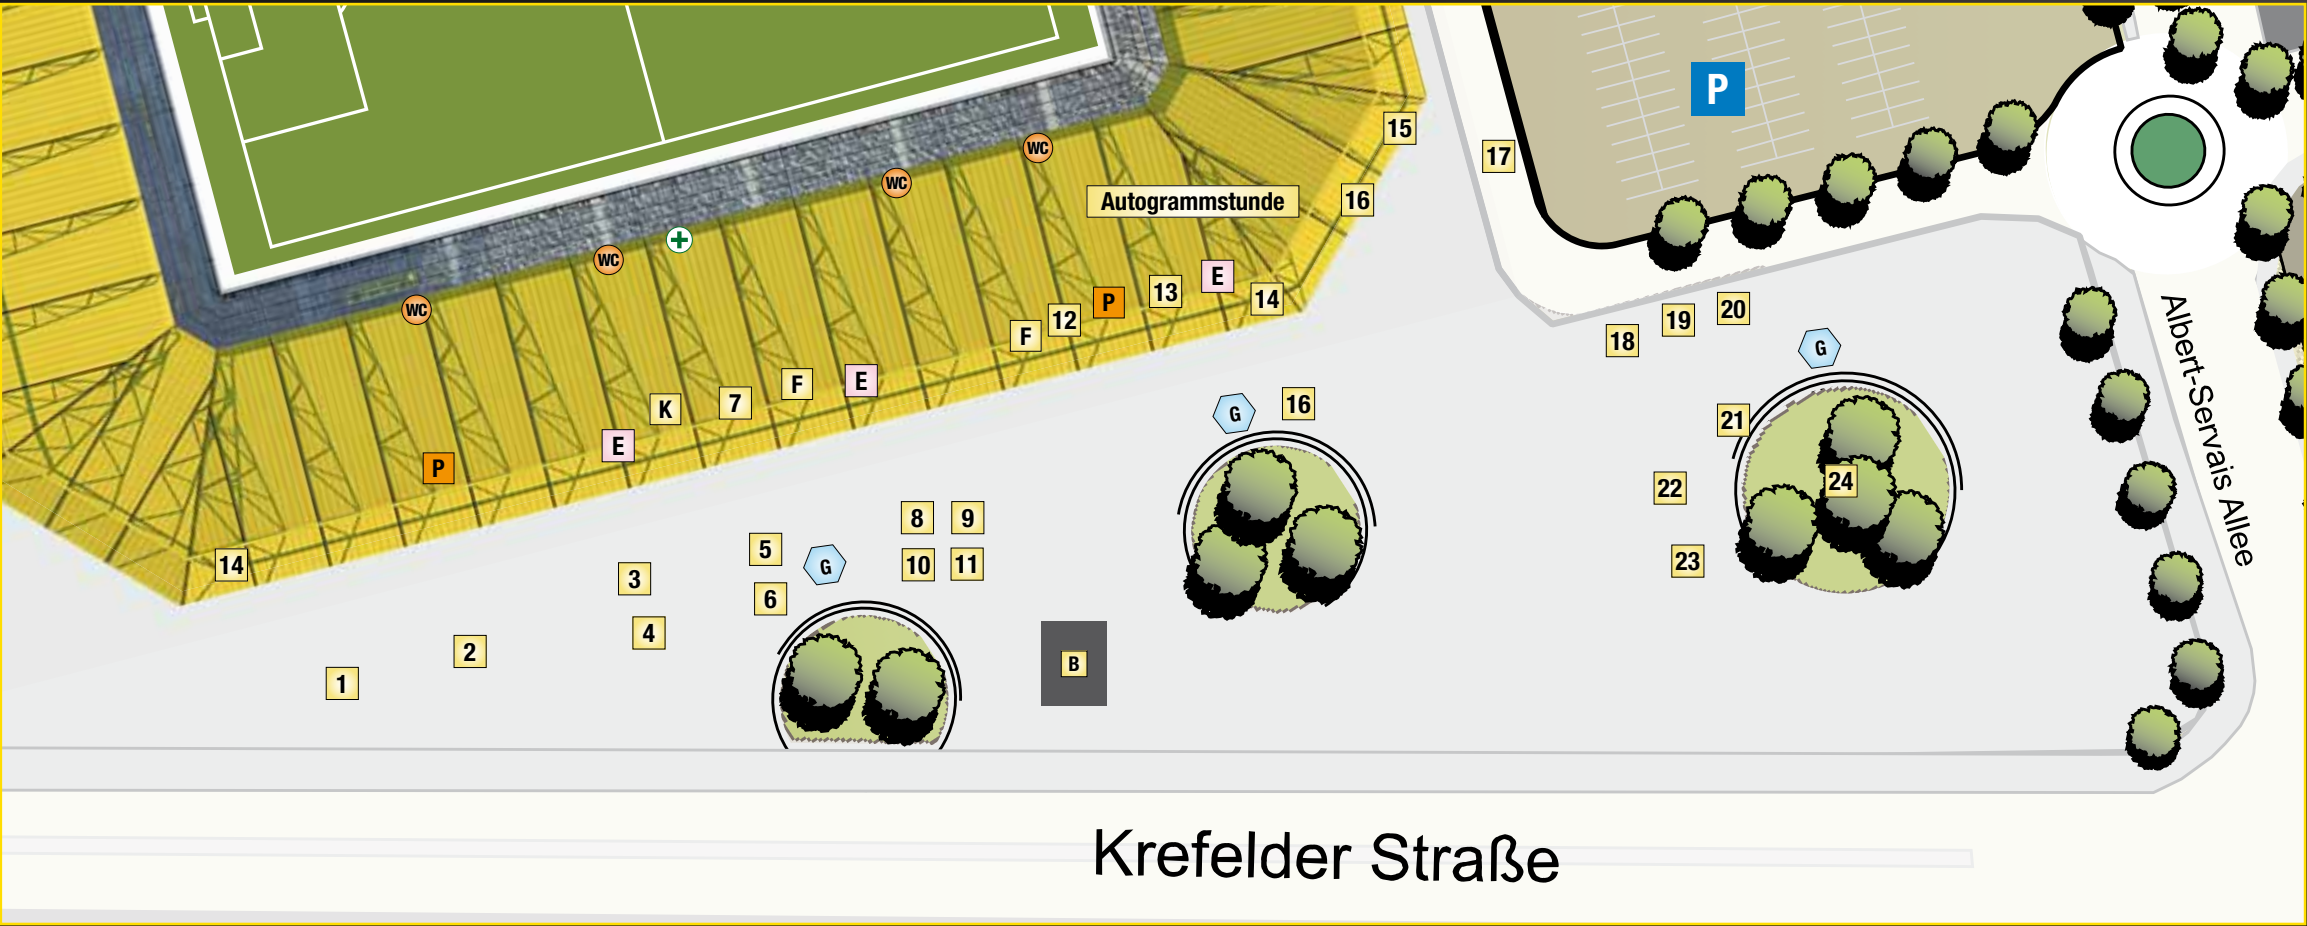 P
15
17
WC
WC
Autogrammstunde
16
WC
WC
E
13
14
P
12
F
20
19
18
G
Albert-Servais Allee
E
F
7
K
E
P
G
16
21
24
22
23
8
9
5
G
10
11
14
3
6
4
2
1
B
Krefelder Straße